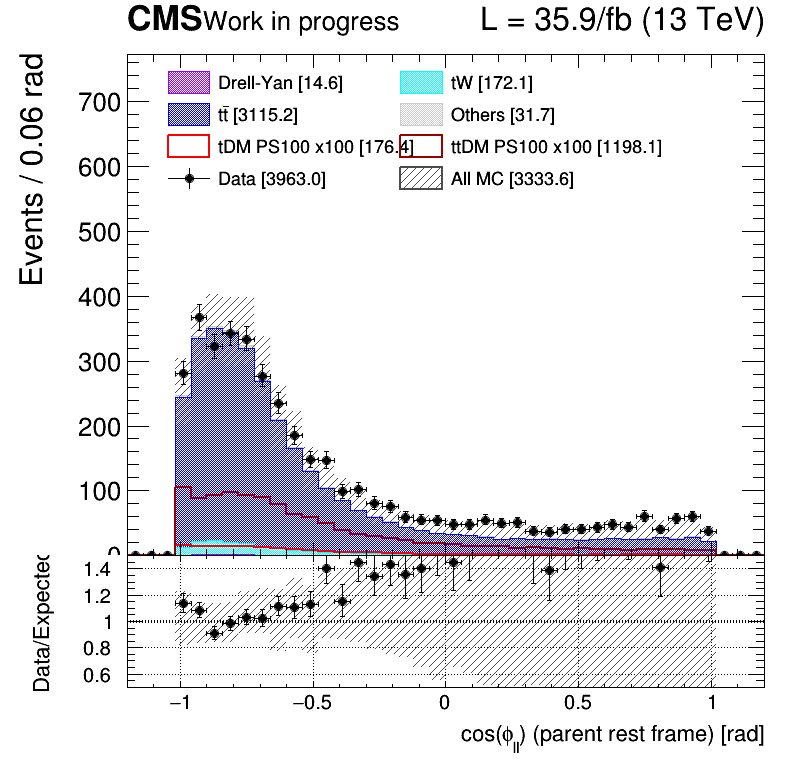 CMS Work in progress L = 35.9/fb (13 TeV)
Events / 0.06 rad
Drell-Yan [14.6] tW [172.1]
tt̄ [3115.2] Others [31.7]
tDM PS100 x100 [176.4] ttDM PS100 x100 [1198.1]
Data [3963.0] All MC [3333.6]
700
600
500
400
300
200
100
0
Data/Expected
1.4
1.2
1
0.8
0.6
−1 −0.5 0 0.5 1
cos(ϕ_ll) (parent rest frame) [rad]